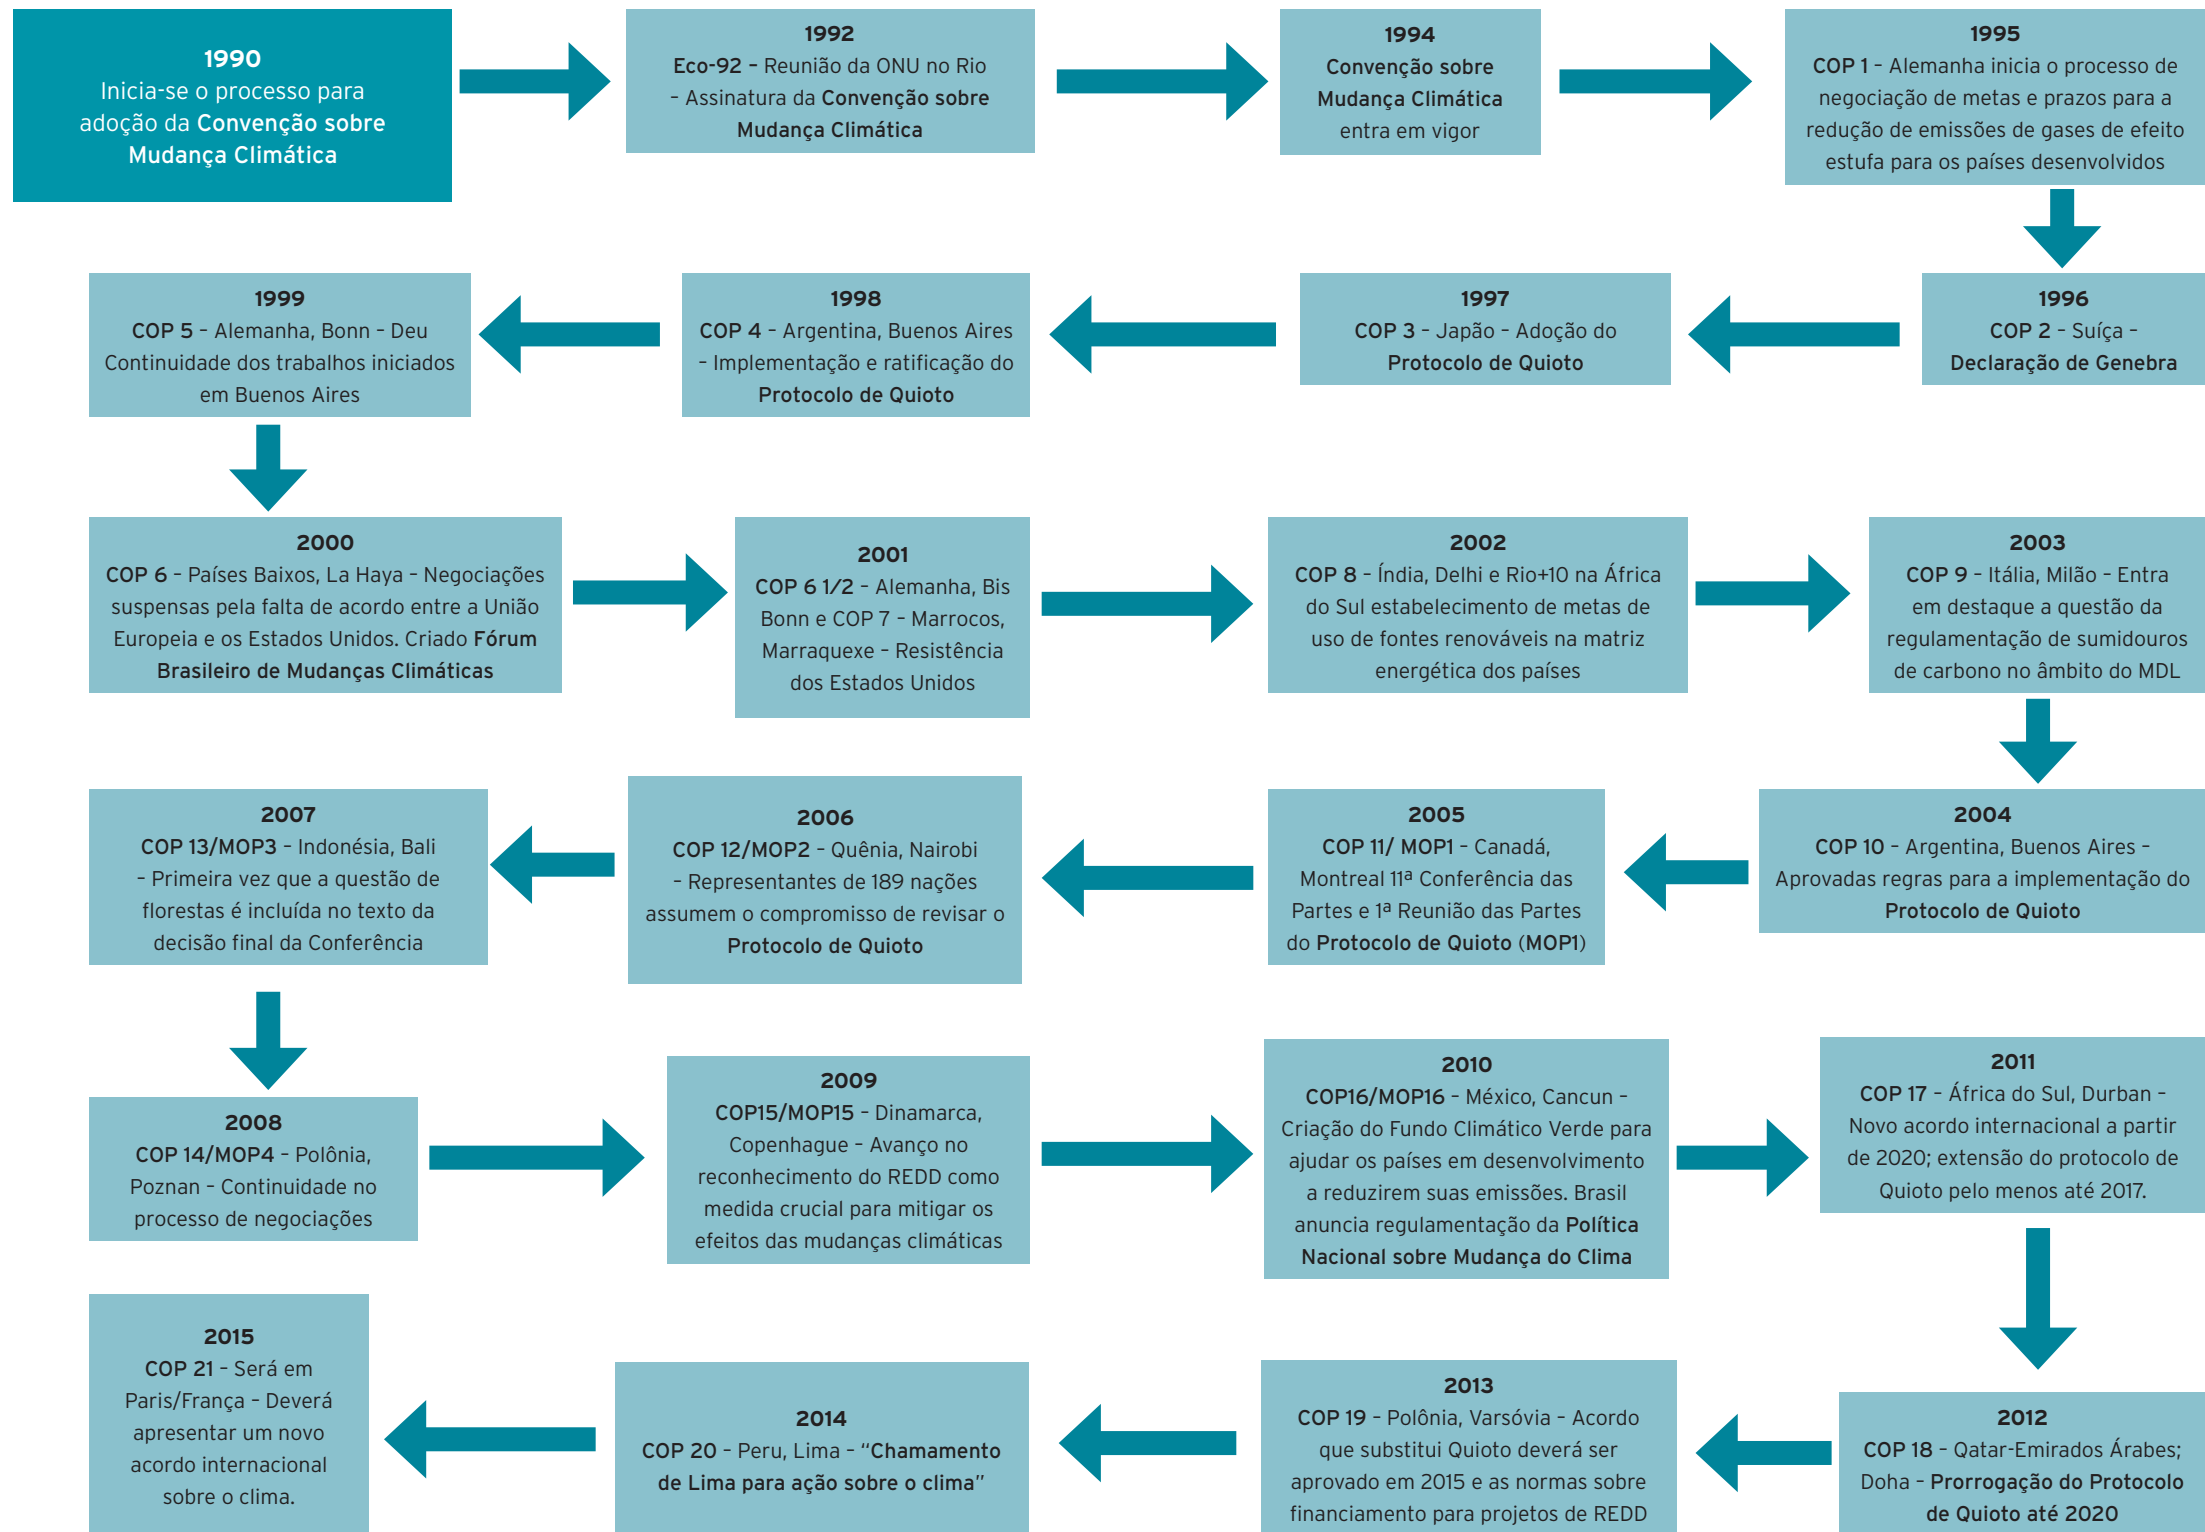 1990
Inicia-se o processo para
adoção da Convenção sobre
Mudança Climática
1992
Eco-92 – Reunião da ONU no Rio
– Assinatura da Convenção sobre
Mudança Climática
1994
Convenção sobre
Mudança Climática
entra em vigor
1995
COP 1 – Alemanha inicia o processo de
negociação de metas e prazos para a
redução de emissões de gases de efeito
estufa para os países desenvolvidos
1996
COP 2 – Suíça –
Declaração de Genebra
1997
COP 3 – Japão – Adoção do
Protocolo de Quioto
1998
COP 4 – Argentina, Buenos Aires
– Implementação e ratificação do
Protocolo de Quioto
1999
COP 5 – Alemanha, Bonn – Deu
Continuidade dos trabalhos iniciados
em Buenos Aires
2000
COP 6 – Países Baixos, La Haya – Negociações
suspensas pela falta de acordo entre a União
Europeia e os Estados Unidos. Criado Fórum
Brasileiro de Mudanças Climáticas
2001
COP 6 1/2 – Alemanha, Bis
Bonn e COP 7 – Marrocos,
Marraquexe – Resistência
dos Estados Unidos
2002
COP 8 – Índia, Delhi e Rio+10 na África
do Sul estabelecimento de metas de
uso de fontes renováveis na matriz
energética dos países
2003
COP 9 – Itália, Milão – Entra
em destaque a questão da
regulamentação de sumidouros
de carbono no âmbito do MDL
2004
COP 10 – Argentina, Buenos Aires –
Aprovadas regras para a implementação do
Protocolo de Quioto
2005
COP 11/ MOP1 – Canadá,
Montreal 11ª Conferência das
Partes e 1ª Reunião das Partes
do Protocolo de Quioto (MOP1)
2006
COP 12/MOP2 – Quênia, Nairobi
– Representantes de 189 nações
assumem o compromisso de revisar o
Protocolo de Quioto
2007
COP 13/MOP3 – Indonésia, Bali
– Primeira vez que a questão de
florestas é incluída no texto da
decisão final da Conferência
2008
COP 14/MOP4 – Polônia,
Poznan – Continuidade no
processo de negociações
2009
COP15/MOP15 – Dinamarca,
Copenhague – Avanço no
reconhecimento do REDD como
medida crucial para mitigar os
efeitos das mudanças climáticas
2010
COP16/MOP16 – México, Cancun –
Criação do Fundo Climático Verde para
ajudar os países em desenvolvimento
a reduzirem suas emissões. Brasil
anuncia regulamentação da Política
Nacional sobre Mudança do Clima
2011
COP 17 – África do Sul, Durban –
Novo acordo internacional a partir
de 2020; extensão do protocolo de
Quioto pelo menos até 2017.
2012
COP 18 – Qatar-Emirados Árabes;
Doha – Prorrogação do Protocolo
de Quioto até 2020
2013
COP 19 – Polônia, Varsóvia – Acordo
que substitui Quioto deverá ser
aprovado em 2015 e as normas sobre
financiamento para projetos de REDD
2014
COP 20 – Peru, Lima – “Chamamento
de Lima para ação sobre o clima”
2015
COP 21 – Será em
Paris/França – Deverá
apresentar um novo
acordo internacional
sobre o clima.